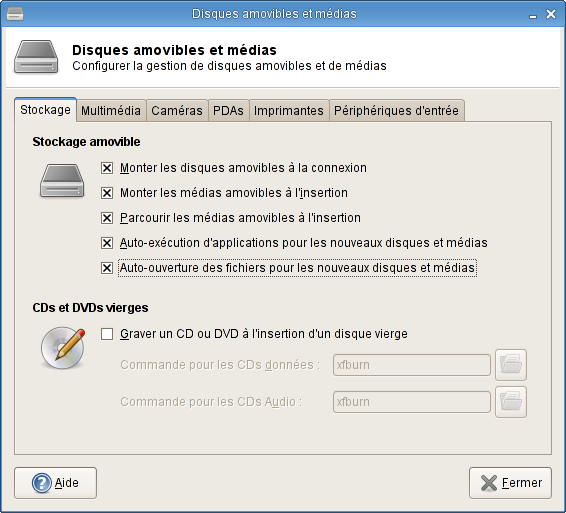 Disques amovibles et médias
Disques amovibles et médias
Configurer la gestion de disques amovibles et de médias
Stockage Multimédia Caméras PDAs Imprimantes Périphériques d'entrée
Stockage amovible
Monter les disques amovibles à la connexion
Monter les médias amovibles à l'insertion
Parcourir les médias amovibles à l'insertion
Auto-exécution d'applications pour les nouveaux disques et médias
Auto-ouverture des fichiers pour les nouveaux disques et médias
CDs et DVDs vierges
Graver un CD ou DVD à l'insertion d'un disque vierge
Commande pour les CDs données : xfburn
Commande pour les CDs Audio : xfburn
Aide Fermer